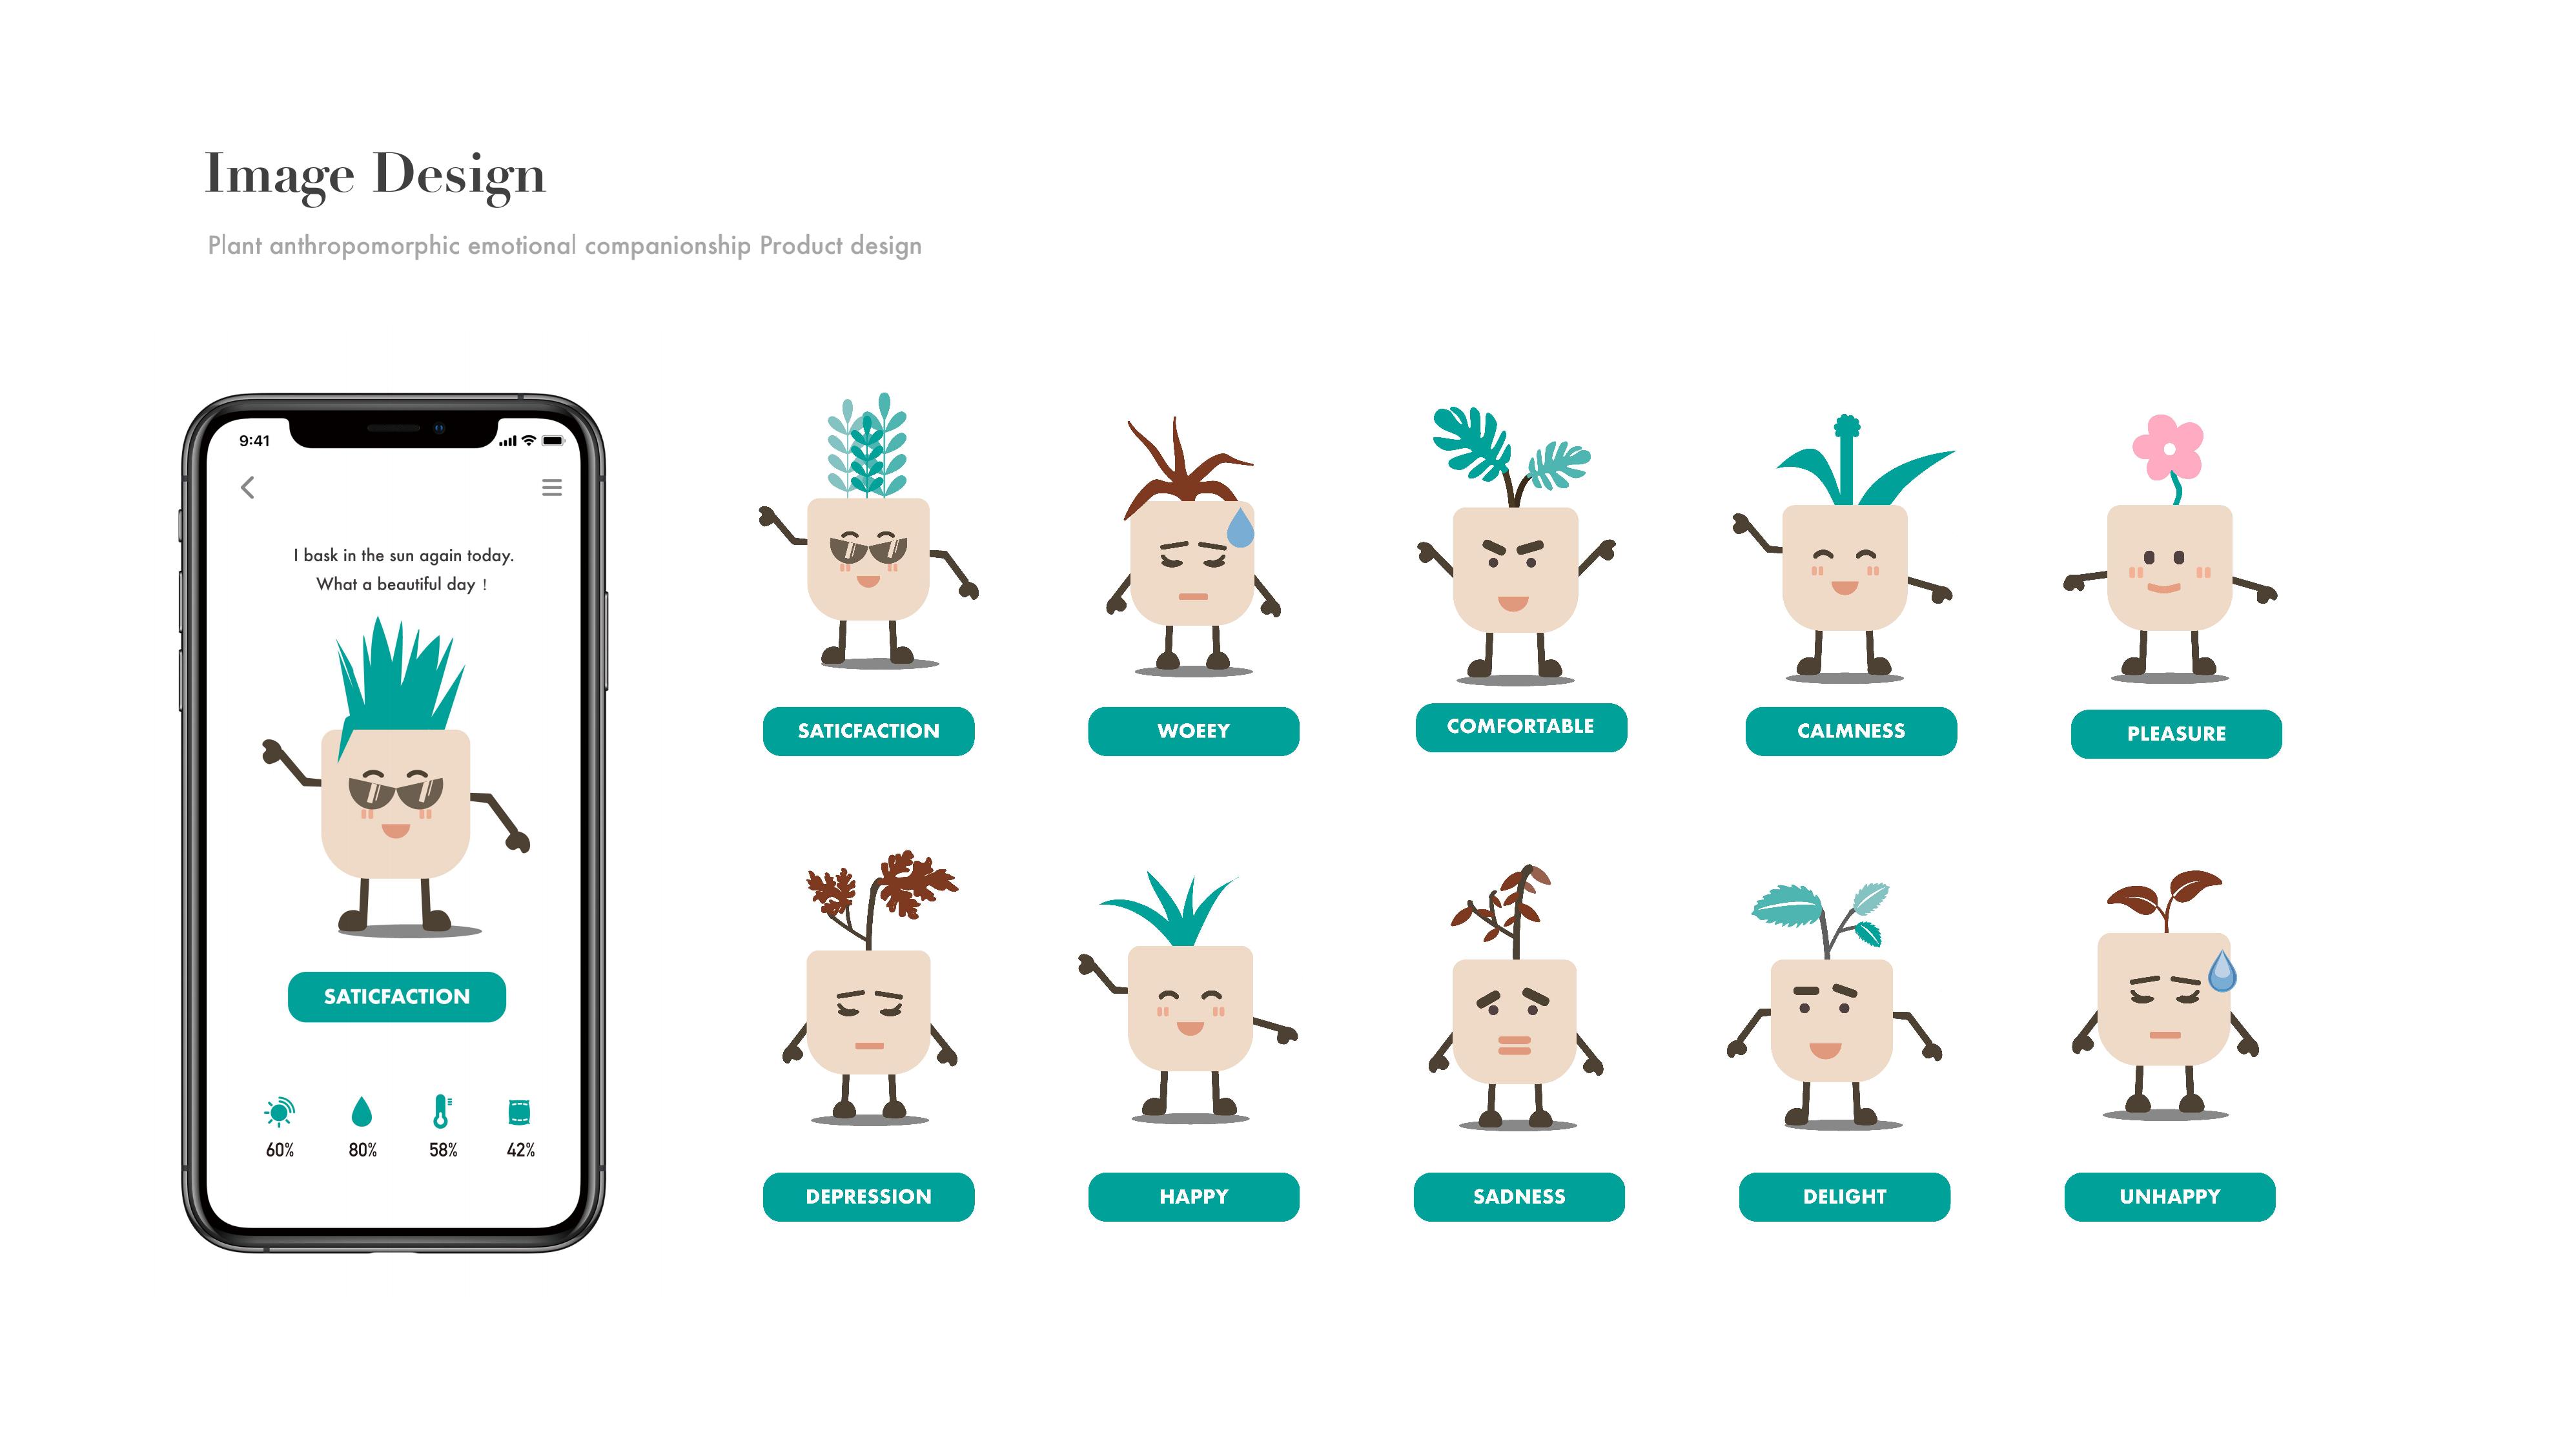 Image Design
Plant anthropomorphic emotional companionship Product design
9:41
I bask in the sun again today.
What a beautiful day !
SATICFACTION
60% 80% 58% 42%
SATICFACTION
WOEEY
COMFORTABLE
CALMNESS
PLEASURE
DEPRESSION
HAPPY
SADNESS
DELIGHT
UNHAPPY